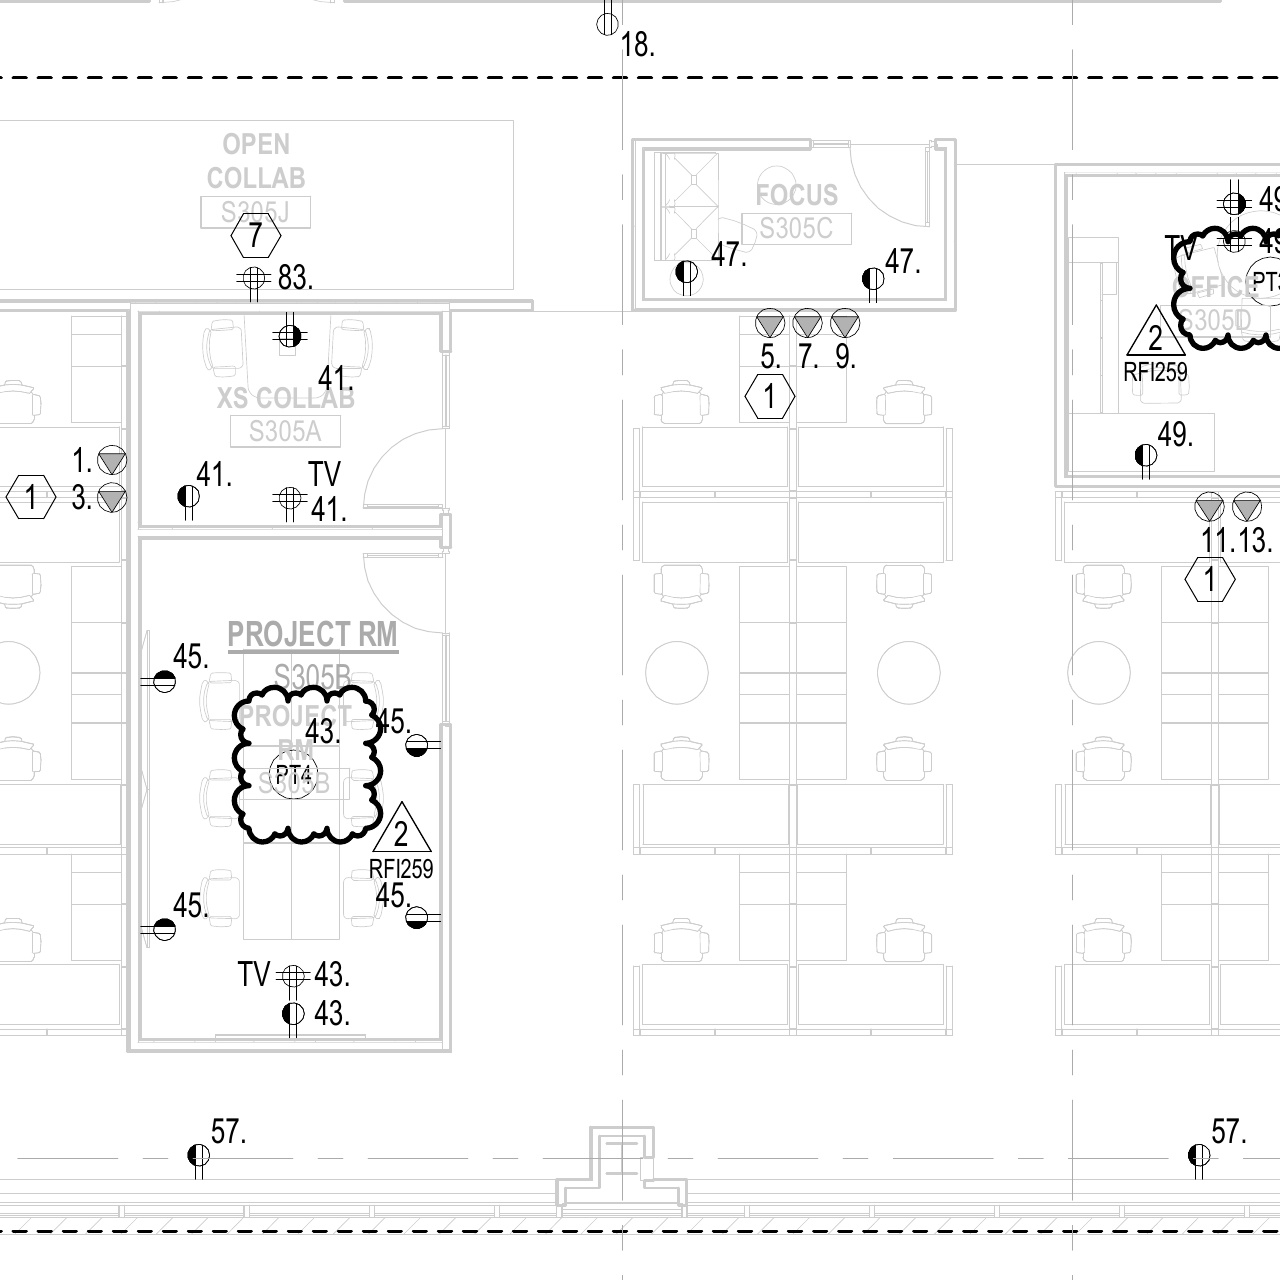 18.
OPEN
COLLAB
S305J
7
83.
FOCUS
S305C
47.
47.
49
TV
49
PT3
OFFICE
S305D
2
RFI259
49.
5. 7. 9.
1
41.
XS COLLAB
S305A
41.
TV
41.
1.
1
3.
11. 13.
1
PROJECT RM
S305B
45.
PROJECT
RM
S305B
43.
PT4
45.
2
RFI259
45.
45.
TV
43.
43.
57.
57.